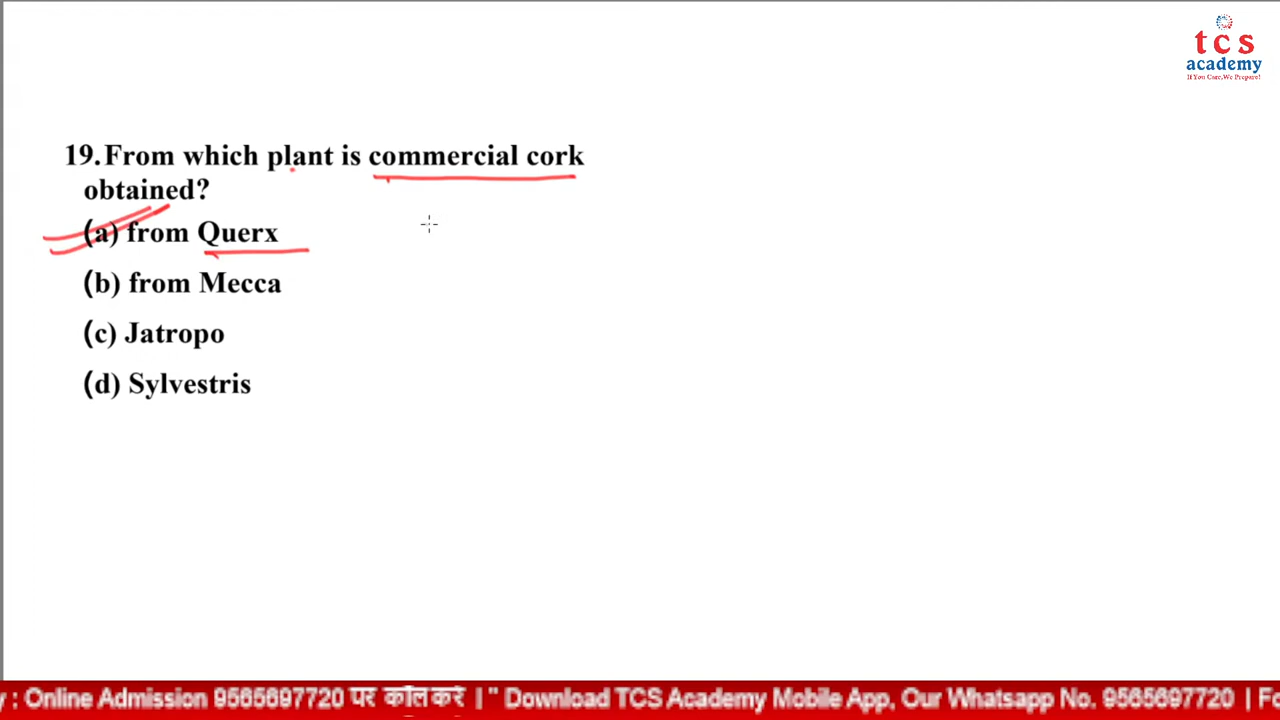 tcs
academy
If You Care,We Prepare!
19.From which plant is commercial cork
obtained?
(a) from Querx
(b) from Mecca
(c) Jatropo
(d) Sylvestris
y : Online Admission 9565697720 पर कॉल करें | " Download TCS Academy Mobile App, Our Whatsapp No. 9565697720 | Fo